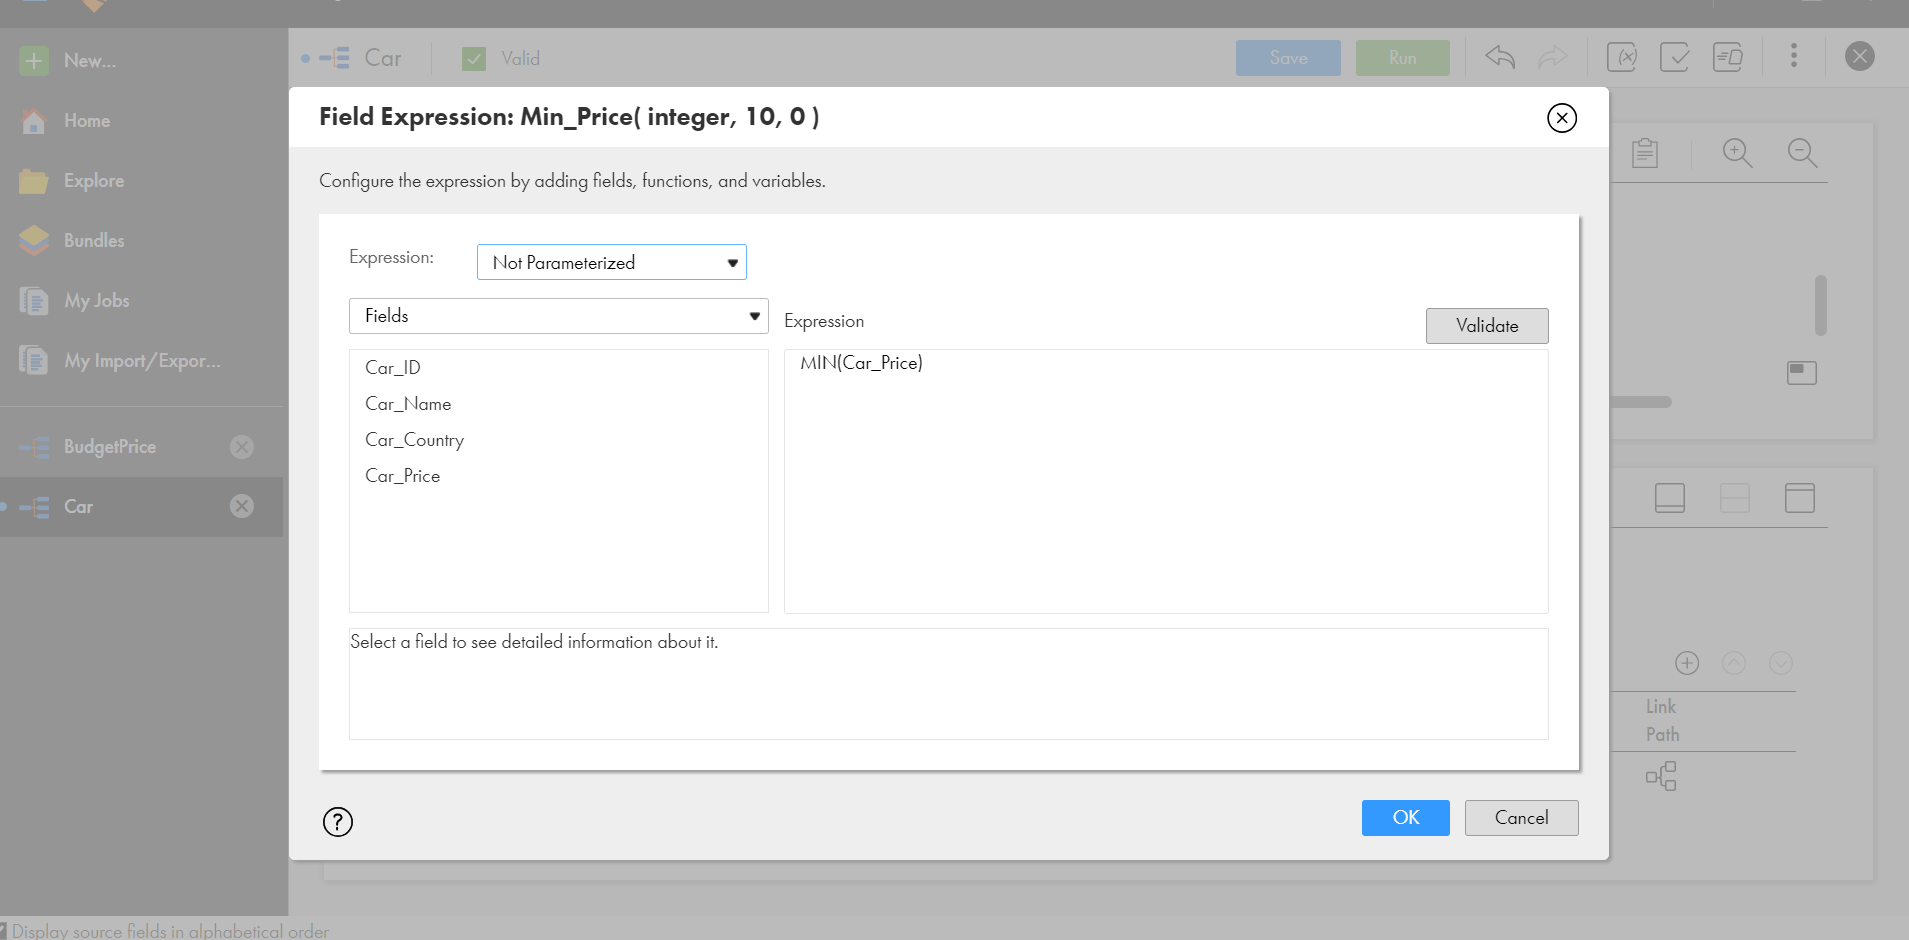 New...
Home
Explore
Bundles
My Jobs
My Import/Expor...
BudgetPrice
Car
Car
Valid
Save
Run
Field Expression: Min_Price( integer, 10, 0 )
Configure the expression by adding fields, functions, and variables.
Expression:
Not Parameterized
Fields
Expression
Validate
Car_ID
Car_Name
Car_Country
Car_Price
MIN(Car_Price)
Select a field to see detailed information about it.
OK
Cancel
Link
Path
Display source fields in alphabetical order